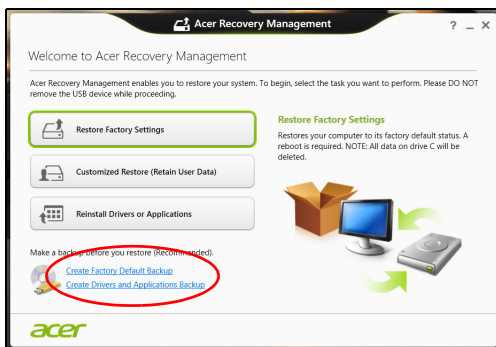 Acer Recovery Management
? _ ×
Welcome to Acer Recovery Management
Acer Recovery Management enables you to restore your system. To begin, select the task you want to perform. Please DO NOT
remove the USB device while proceeding.
Restore Factory Settings
Customized Restore (Retain User Data)
Reinstall Drivers or Applications
Restore Factory Settings
Restores your computer to its factory default status. A
reboot is required. NOTE: All data on drive C will be
deleted.
Make a backup before you restore (Recommended).
Create Factory Default Backup
Create Drivers and Applications Backup
acer